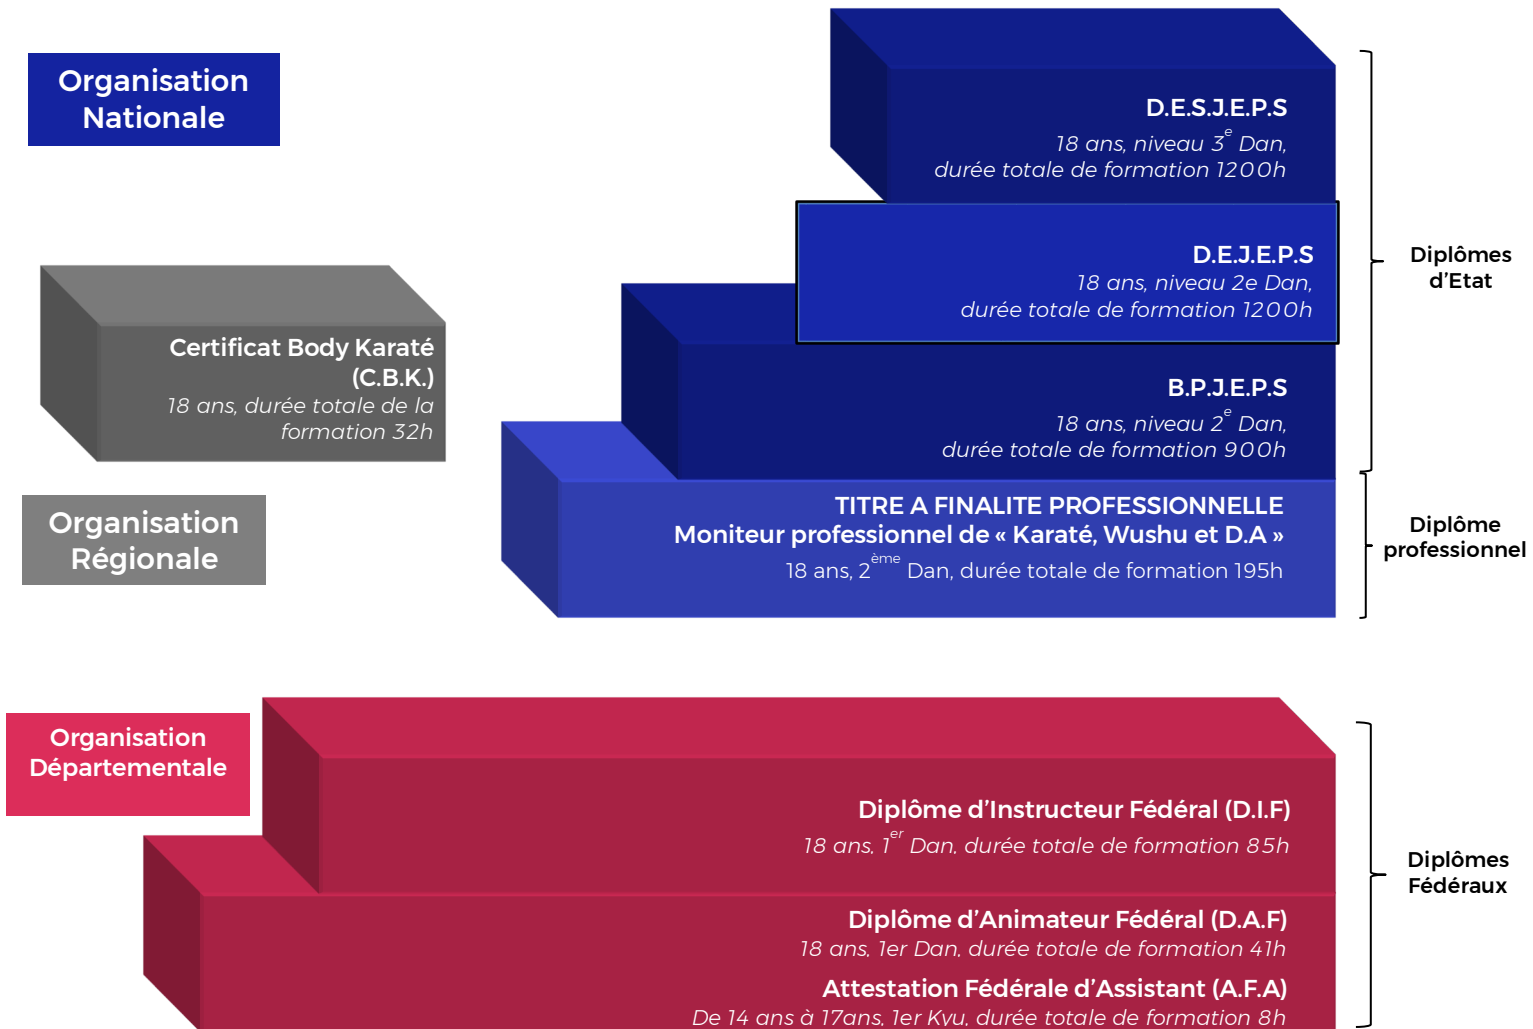 Organisation
Nationale
D.E.S.J.E.P.S
18 ans, niveau 3e Dan,
durée totale de formation 1200h
D.E.J.E.P.S
18 ans, niveau 2e Dan,
durée totale de formation 1200h
Diplômes
d’Etat
Certificat Body Karaté
(C.B.K.)
18 ans, durée totale de la
formation 32h
B.P.J.E.P.S
18 ans, niveau 2e Dan,
durée totale de formation 900h
Organisation
Régionale
TITRE A FINALITE PROFESSIONNELLE
Moniteur professionnel de « Karaté, Wushu et D.A »
18 ans, 2ème Dan, durée totale de formation 195h
Diplôme
professionnel
Organisation
Départementale
Diplôme d’Instructeur Fédéral (D.I.F)
18 ans, 1er Dan, durée totale de formation 85h
Diplômes
Fédéraux
Diplôme d’Animateur Fédéral (D.A.F)
18 ans, 1er Dan, durée totale de formation 41h
Attestation Fédérale d’Assistant (A.F.A)
De 14 ans à 17ans, 1er Kyu, durée totale de formation 8h